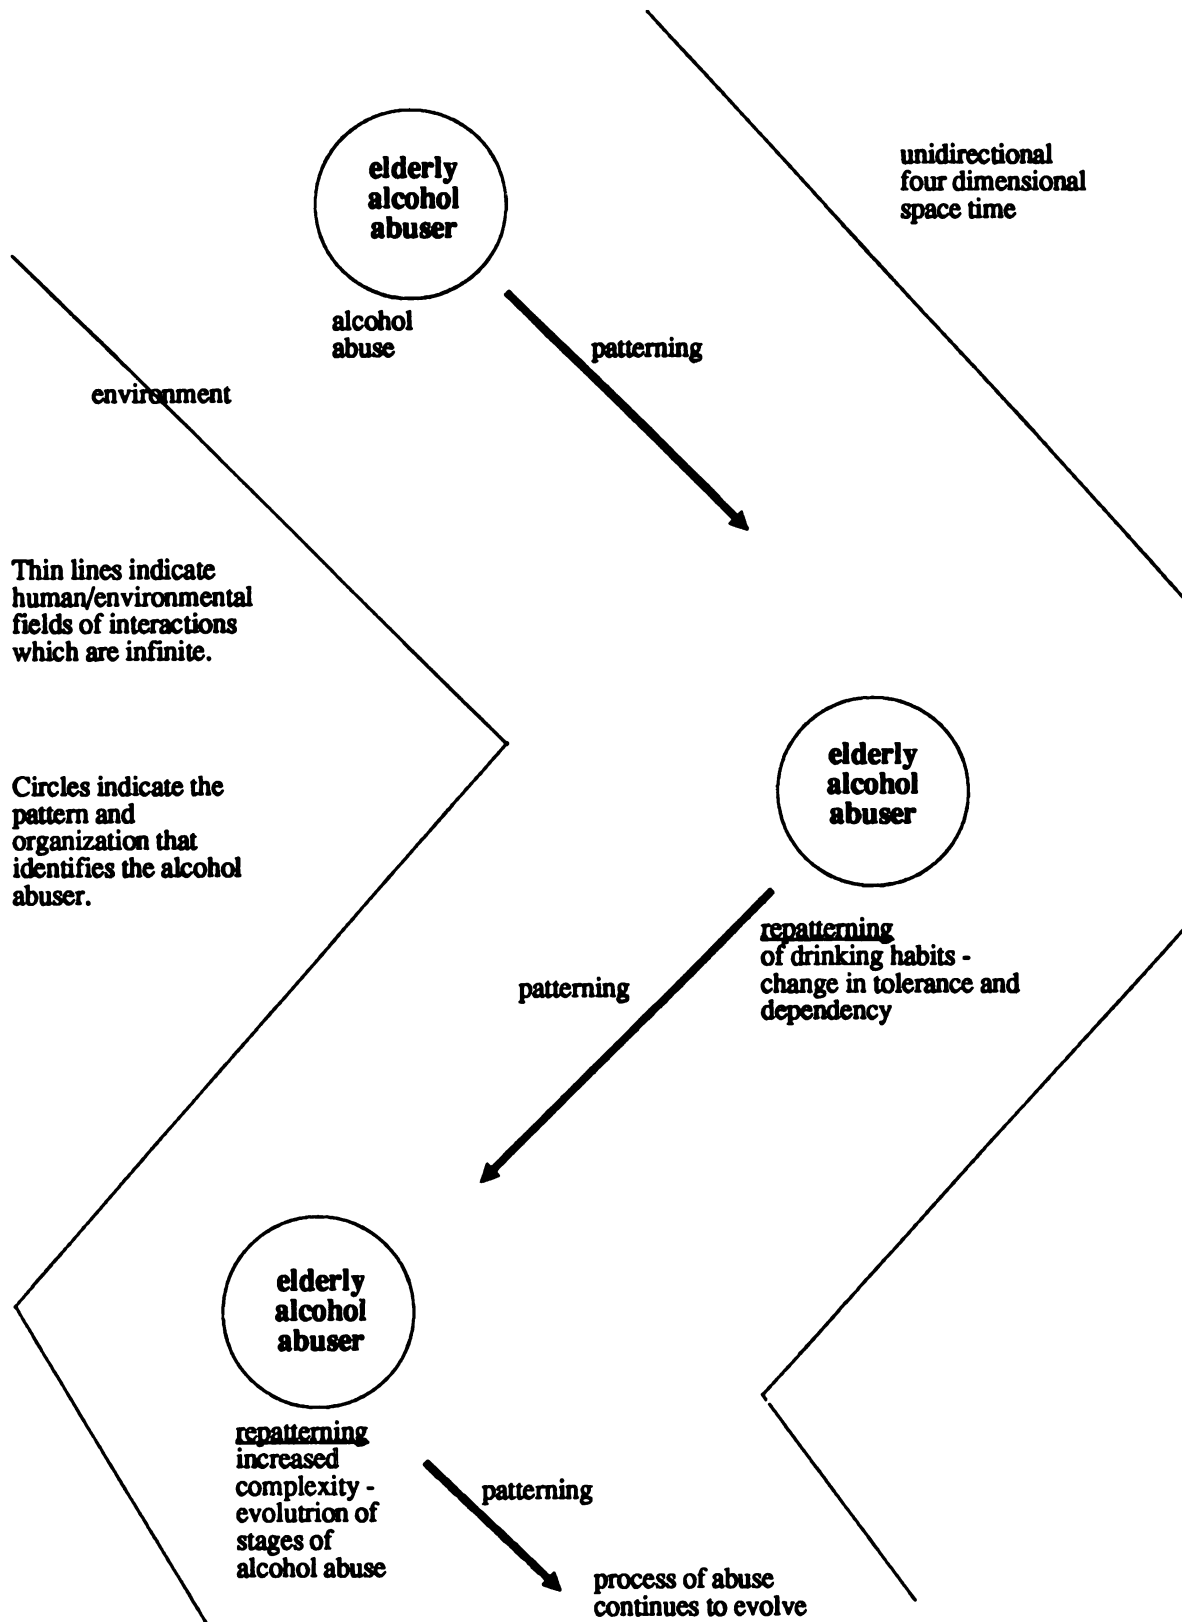 unidirectional
four dimensional
space time
elderly
alcohol
abuser
alcohol
abuse
patterning
environment
Thin lines indicate
human/environmental
fields of interactions
which are infinite.
elderly
alcohol
abuser
Circles indicate the
pattern and
organization that
identifies the alcohol
abuser.
repatterning
of drinking habits -
change in tolerance and
dependency
patterning
elderly
alcohol
abuser
repatterning
increased
complexity -
evolutrion of
stages of
alcohol abuse
patterning
process of abuse
continues to evolve